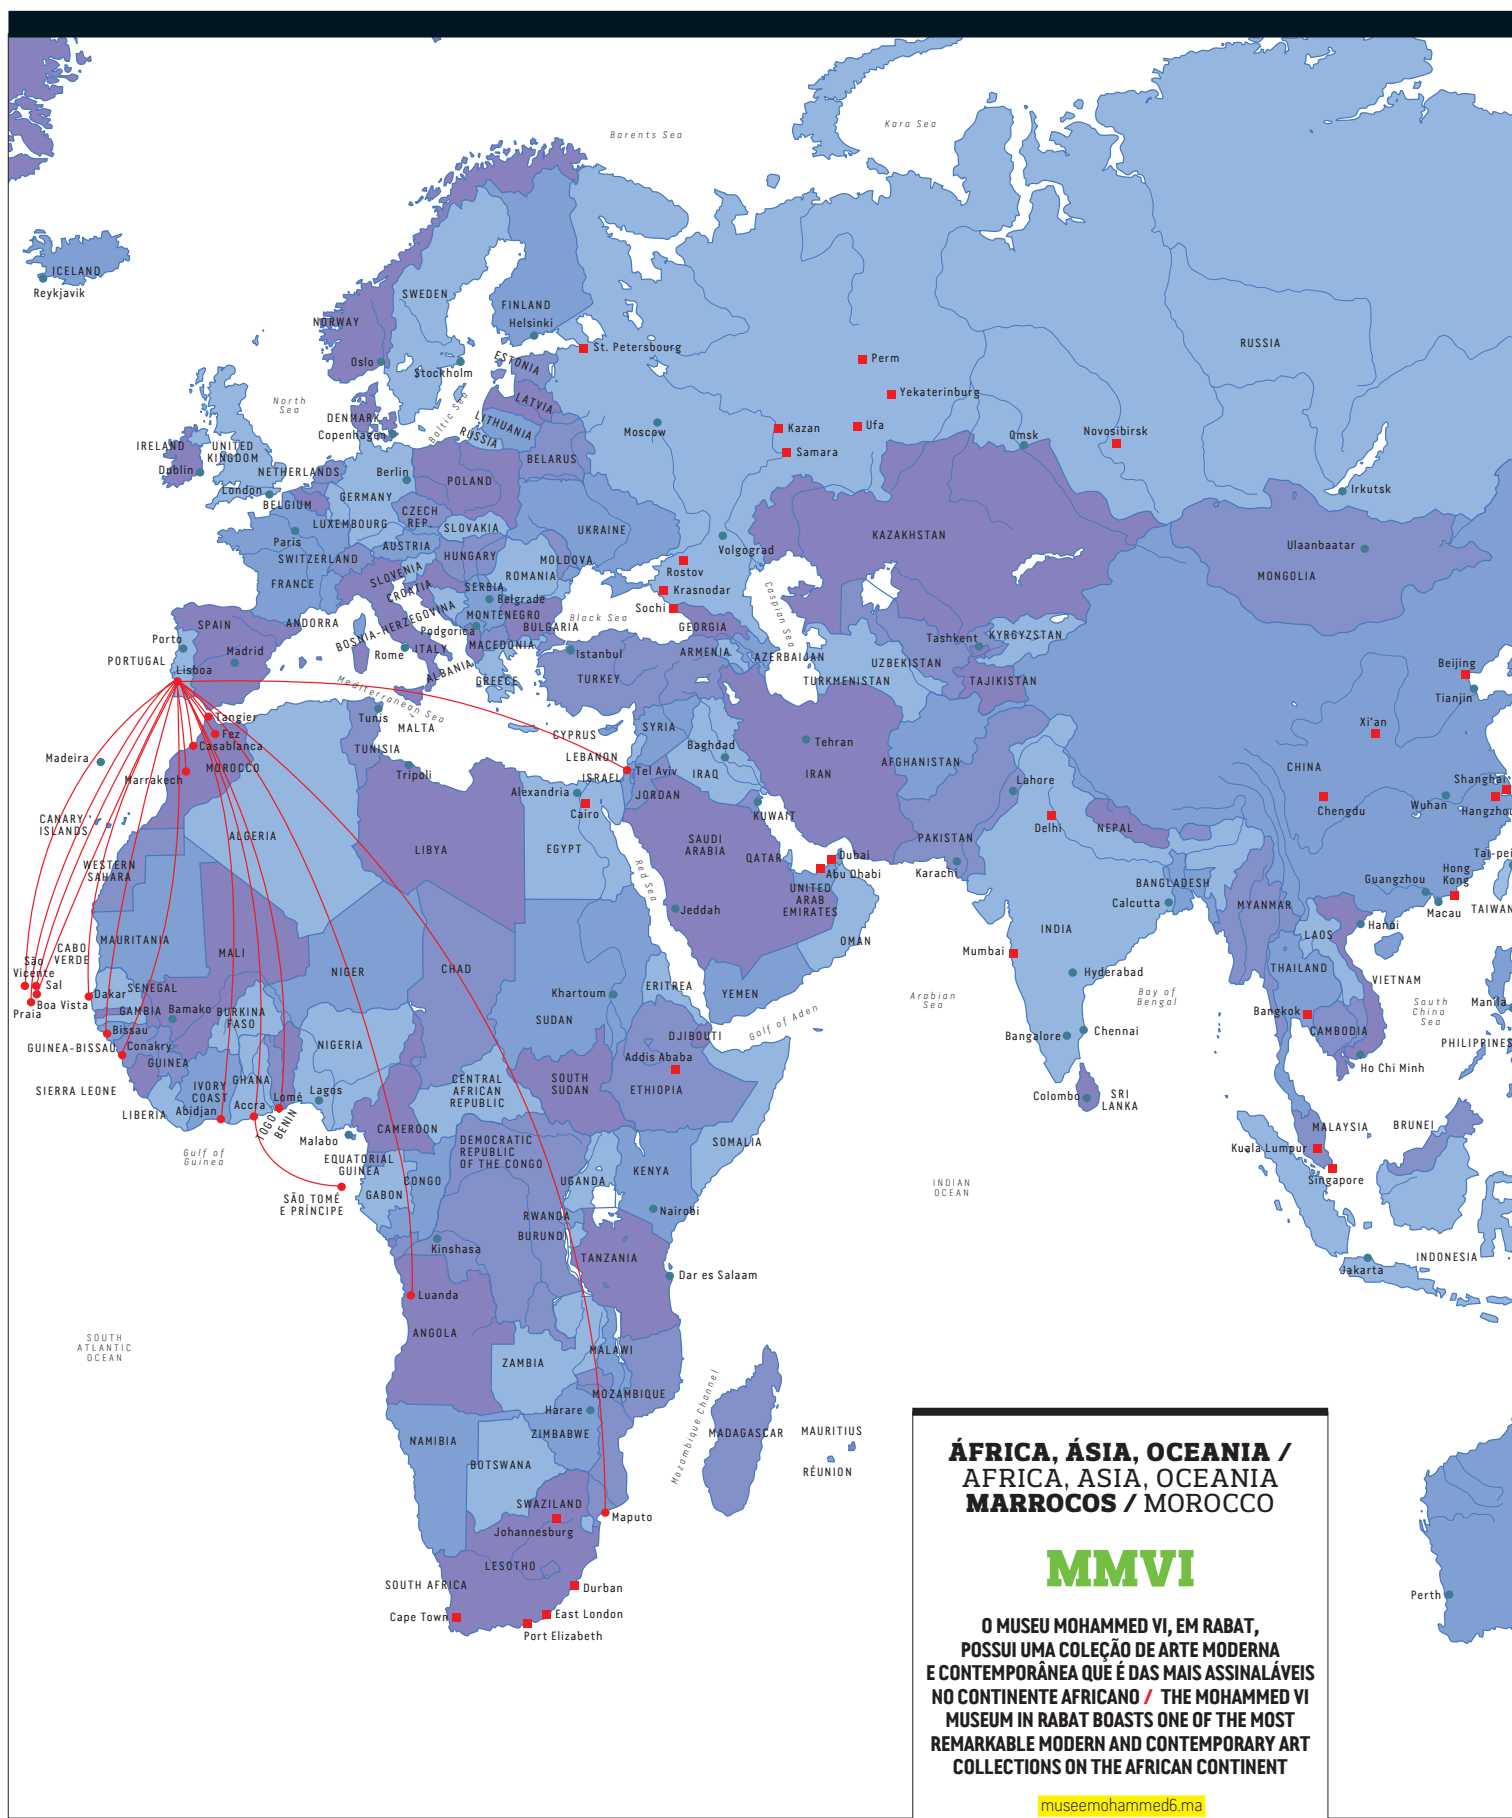 Barents Sea
Kara Sea
ICELAND
Reykjavik
SWEDEN
FINLAND
Helsinki
NORWAY
Oslo
Stockholm
ESTONIA
St. Petersbourg
RUSSIA
Perm
Yekaterinburg
North
Sea
DENMARK
Copenhagen
Baltic Sea
LATVIA
LITHUANIA
RUSSIA
Moscow
Kazan
Ufa
Samara
Omsk
Novosibirsk
Irkutsk
IRELAND
Dublin
UNITED
KINGDOM
London
NETHERLANDS
BELGIUM
Berlin
GERMANY
POLAND
BELARUS
LUXEMBOURG
CZECH
REP.
SLOVAKIA
UKRAINE
Paris
SWITZERLAND
AUSTRIA
HUNGARY
MOLDOVA
FRANCE
SLOVENIA
CROATIA
ROMANIA
SERBIA
Belgrade
Volgograd
Rostov
Krasnodar
Sochi
KAZAKHSTAN
Ulaanbaatar
MONGOLIA
Caspian Sea
SPAIN
ANDORRA
BOSNIA-HERZEGOVINA
MONTENEGRO
Podgorica
BULGARIA
Black Sea
GEORGIA
Porto
PORTUGAL
Madrid
Lisboa
Rome
ITALY
MACEDONIA
ALBANIA
GREECE
Istanbul
TURKEY
ARMENIA
AZERBAIJAN
TURKMENISTAN
UZBEKISTAN
Tashkent
KYRGYZSTAN
TAJIKISTAN
Beijing
Tianjin
Mediterranean Sea
Tangier
Fez
Casablanca
Marrakech
MOROCCO
Madeira
Tunis
MALTA
TUNISIA
Tripoli
CYPRUS
LEBANON
ISRAEL
Tel Aviv
SYRIA
Baghdad
IRAQ
JORDAN
Tehran
IRAN
AFGHANISTAN
Lahore
Xi'an
CHINA
Chengdu
Wuhan
Shanghai
Hangzhou
CANARY
ISLANDS
ALGERIA
LIBYA
Alexandria
Cairo
EGYPT
KUWAIT
SAUDI
ARABIA
QATAR
Dubai
Abu Dhabi
UNITED
ARAB
EMIRATES
PAKISTAN
Karachi
Delhi
NEPAL
WESTERN
SAHARA
Red Sea
Jeddah
OMAN
BANGLADESH
Calcutta
MYANMAR
Guangzhou
Hong
Kong
Macau
Tai-pei
TAIWAN
Hanoi
LAOS
MAURITANIA
CABO
VERDE
São
Vicente
Sal
Boa Vista
Praia
MALI
NIGER
CHAD
INDIA
Mumbai
Hyderabad
THAILAND
VIETNAM
Dakar
SENEGAL
GAMBIA
Bamako
BURKINA
FASO
Khartoum
SUDAN
ERITREA
YEMEN
Gulf of Aden
Arabian
Sea
Bay of
Bengal
Bangkok
CAMBODIA
South
China
Sea
Manila
PHILIPPINES
Bissau
GUINEA-BISSAU
Conakry
GUINEA
NIGERIA
DJIBOUTI
Addis Ababa
ETHIOPIA
Bangalore
Chennai
Ho Chi Minh
SIERRA LEONE
LIBERIA
IVORY
COAST
Abidjan
GHANA
Accra
Lomé
TOGO
BENIN
Lagos
CENTRAL
AFRICAN
REPUBLIC
SOUTH
SUDAN
Colombo
SRI
LANKA
Gulf of
Guinea
Malabo
CAMEROON
EQUATORIAL
GUINEA
DEMOCRATIC
REPUBLIC
OF THE CONGO
SOMALIA
MALAYSIA
BRUNEI
Kuala Lumpur
Singapore
SÃO TOMÉ
E PRÍNCIPE
GABON
CONGO
UGANDA
KENYA
INDIAN
OCEAN
RWANDA
BURUNDI
Nairobi
Kinshasa
TANZANIA
Dar es Salaam
INDONESIA
Jakarta
Luanda
ANGOLA
SOUTH
ATLANTIC
OCEAN
ZAMBIA
MALAWI
MOZAMBIQUE
Mozambique Channel
Harare
ZIMBABWE
NAMIBIA
BOTSWANA
MADAGASCAR
MAURITIUS
RÉUNION
SWAZILAND
Johannesburg
Maputo
LESOTHO
SOUTH AFRICA
Durban
Cape Town
East London
Port Elizabeth
Perth
ÁFRICA, ÁSIA, OCEANIA /
AFRICA, ASIA, OCEANIA
MARROCOS / MOROCCO
MMVI
O MUSEU MOHAMMED VI, EM RABAT,
POSSUI UMA COLEÇÃO DE ARTE MODERNA
E CONTEMPORÂNEA QUE É DAS MAIS ASSINALÁVEIS
NO CONTINENTE AFRICANO / THE MOHAMMED VI
MUSEUM IN RABAT BOASTS ONE OF THE MOST
REMARKABLE MODERN AND CONTEMPORARY ART
COLLECTIONS ON THE AFRICAN CONTINENT
museemohammed6.ma